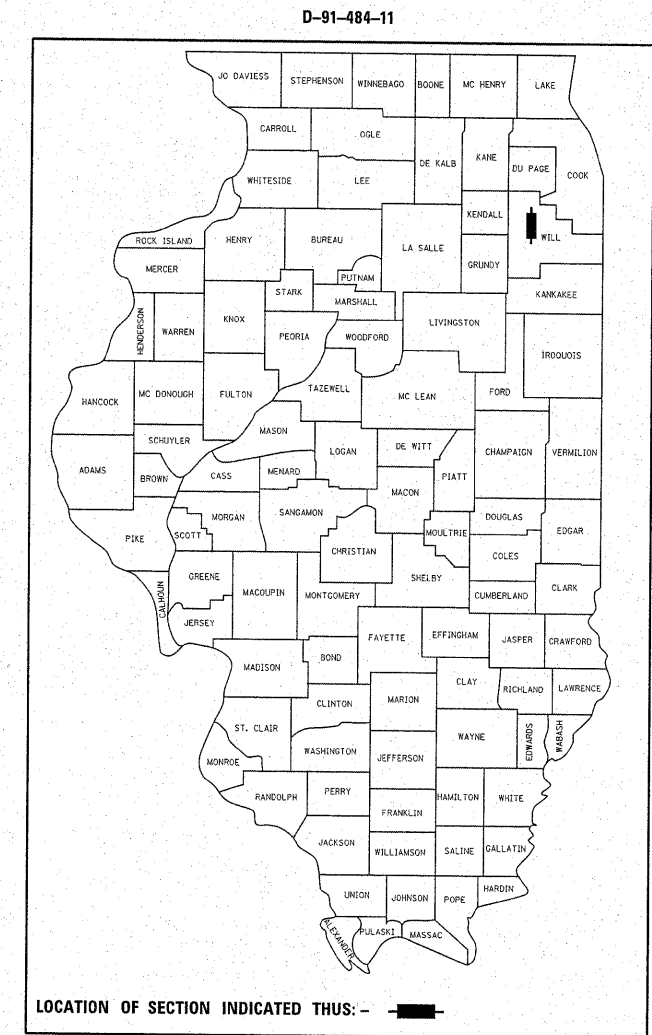 D-91-484-11
JO DAVIESS STEPHENSON WINNEBAGO BOONE MC HENRY LAKE
CARROLL OGLE
DE KALB KANE DU PAGE COOK
WHITESIDE LEE
KENDALL
ROCK ISLAND HENRY BUREAU LA SALLE WILL
MERCER PUTNAM GRUNDY
STARK MARSHALL KANKAKEE
HENDERSON WARREN KNOX PEORIA WOODFORD LIVINGSTON
IROQUOIS
HANCOCK MC DONOUGH FULTON TAZEWELL MC LEAN FORD
SCHUYLER MASON
ADAMS BROWN CASS MENARD LOGAN DE WITT PIATT CHAMPAIGN VERMILION
MACON
PIKE SCOTT MORGAN SANGAMON CHRISTIAN MOULTRIE DOUGLAS EDGAR
COLES
CALHOUN GREENE MACOUPIN MONTGOMERY SHELBY CUMBERLAND CLARK
JERSEY
MADISON BOND FAYETTE EFFINGHAM JASPER CRAWFORD
CLINTON MARION CLAY RICHLAND LAWRENCE
ST. CLAIR WASHINGTON JEFFERSON WAYNE EDWARDS WABASH
MONROE
RANDOLPH PERRY HAMILTON WHITE
FRANKLIN
JACKSON WILLIAMSON SALINE GALLATIN
UNION JOHNSON POPE HARDIN
ALEXANDER PULASKI MASSAC
LOCATION OF SECTION INDICATED THUS: -